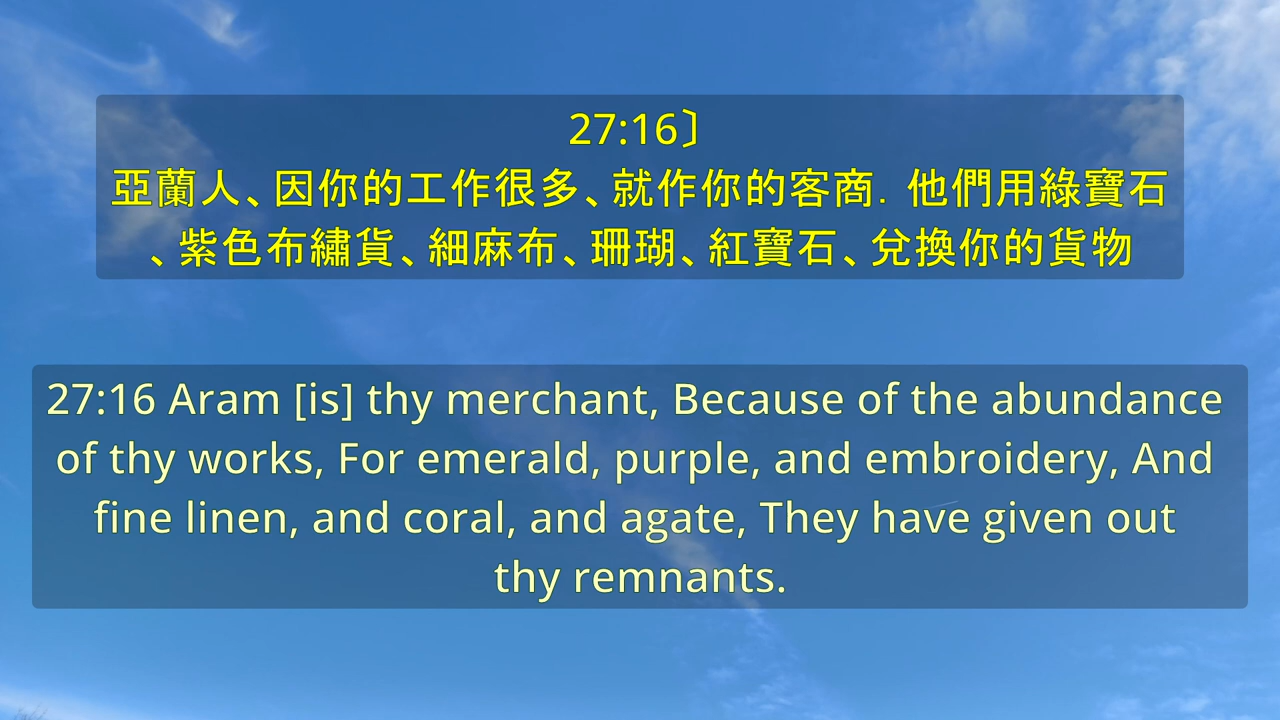 27:16〕
亞蘭人、因你的工作很多、就作你的客商．他們用綠寶石
、紫色布繡貨、細麻布、珊瑚、紅寶石、兌換你的貨物
27:16 Aram [is] thy merchant, Because of the abundance
of thy works, For emerald, purple, and embroidery, And
fine linen, and coral, and agate, They have given out
thy remnants.